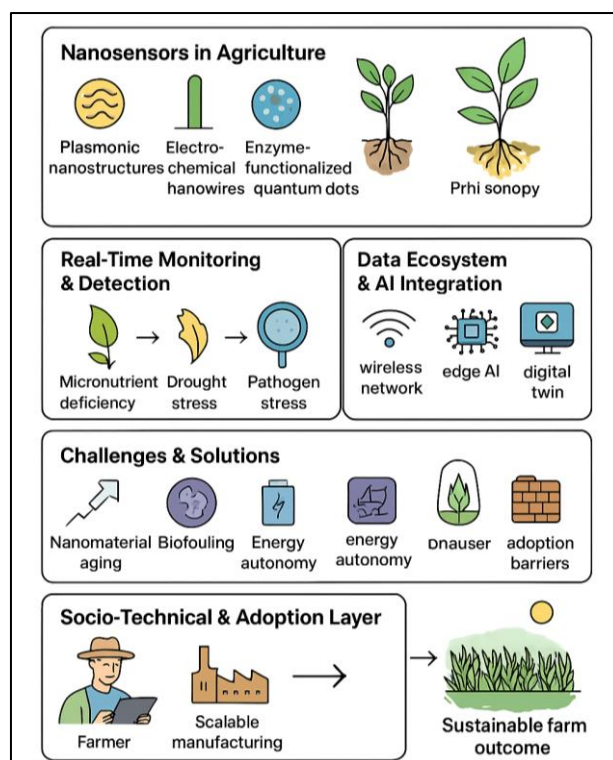 Nanosensors in Agriculture
Plasmonic
nanostructures
Electro-
chemical
hanowires
Enzyme-
functionalized
quantum dots
Prhi sonopy
Real-Time Monitoring
& Detection
Micronutrient
deficiency
Drought
stress
Pathogen
stress
Data Ecosystem
& AI Integration
wireless
network
edge AI
digital
twin
Challenges & Solutions
Nanomaterial
aging
Biofouling
Energy
autonomy
energy
autonomy
Dnauser
adoption
barriers
Socio-Technical & Adoption Layer
Farmer
Scalable
manufacturing
Sustainable farm
outcome